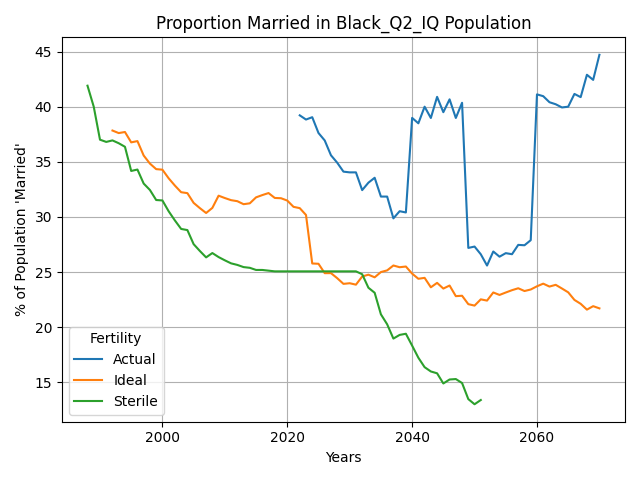 Proportion Married in Black_Q2_IQ Population
% of Population 'Married'
45
40
35
30
25
20
15
Fertility
Actual
Ideal
Sterile
2000
2020
2040
2060
Years